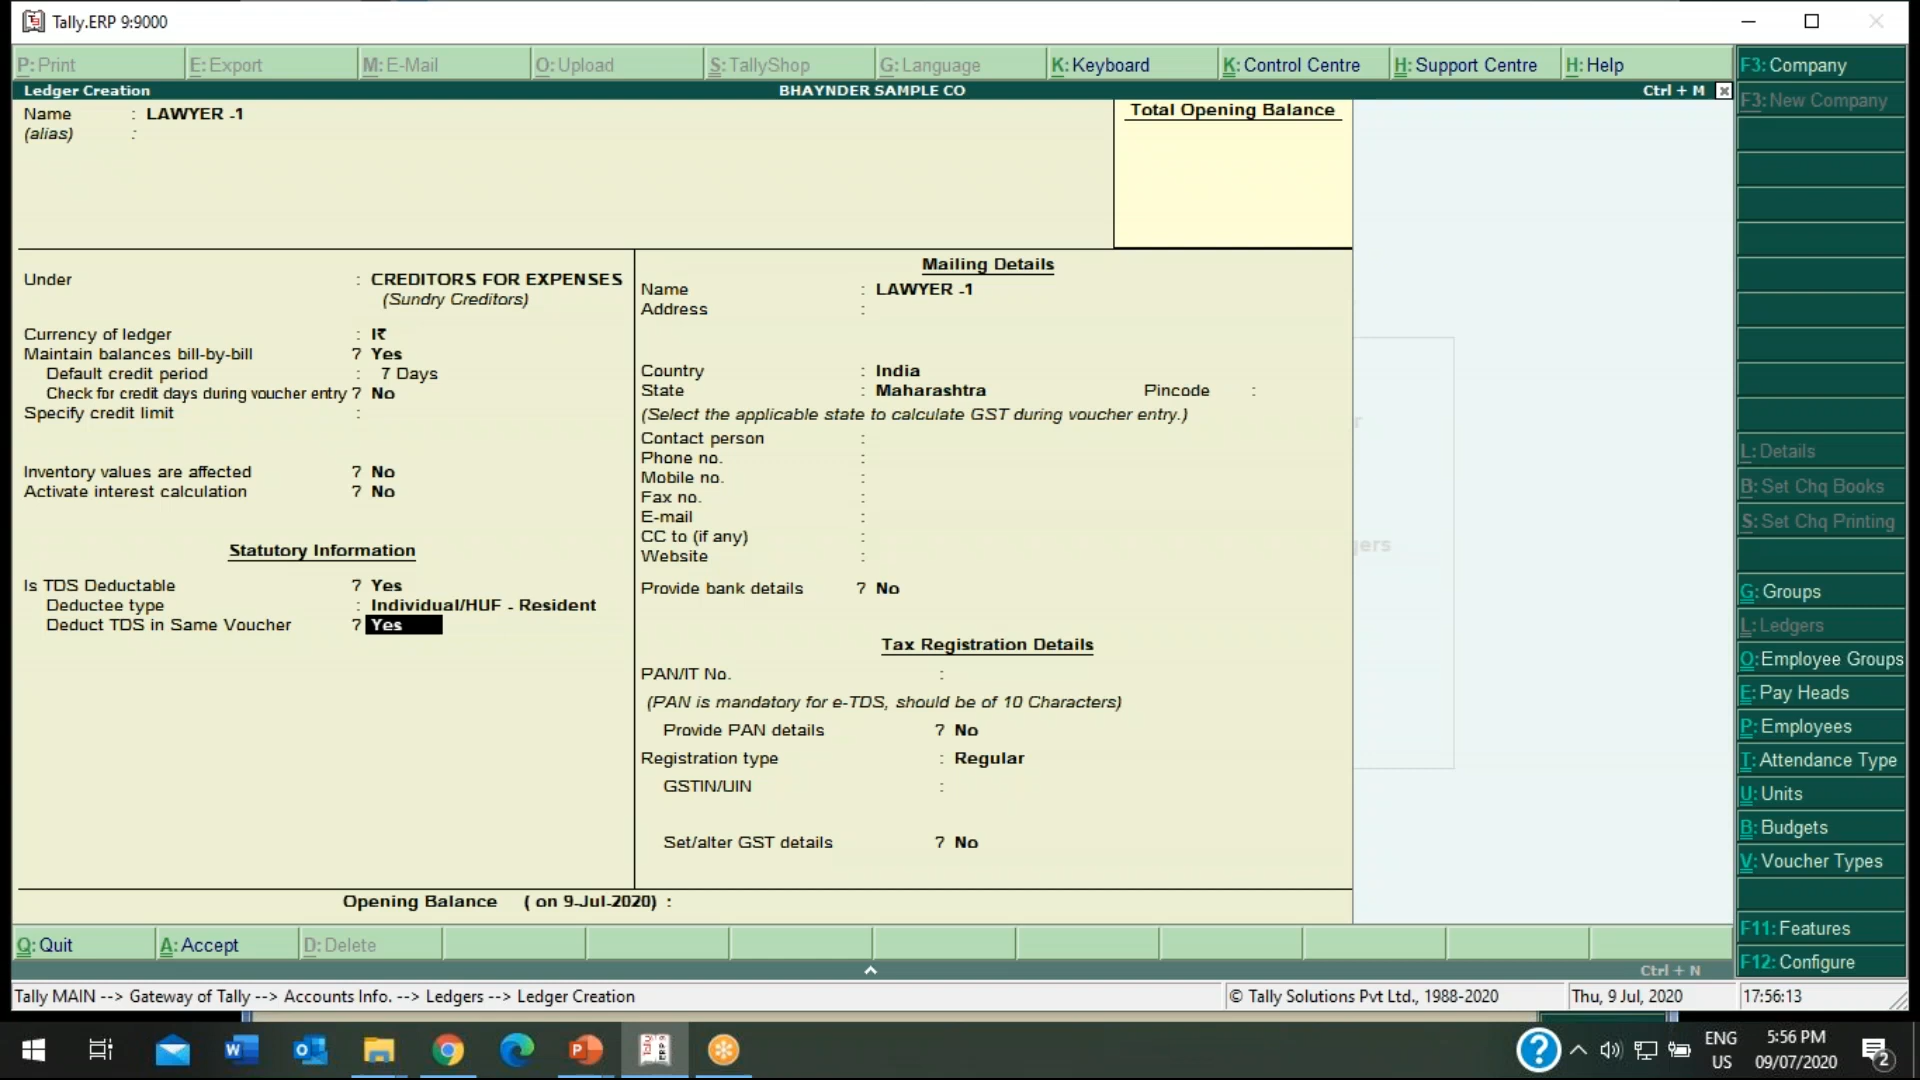 Tally.ERP 9:9000
P: Print E: Export M: E-Mail O: Upload S: TallyShop G: Language K: Keyboard K: Control Centre H: Support Centre H: Help
Ledger Creation BHAYNDER SAMPLE CO Ctrl + M
Name : LAWYER -1
(alias) :
Total Opening Balance
Under : CREDITORS FOR EXPENSES
(Sundry Creditors)
Currency of ledger : I₹
Maintain balances bill-by-bill ? Yes
Default credit period : 7 Days
Check for credit days during voucher entry ? No
Specify credit limit :
Inventory values are affected ? No
Activate interest calculation ? No
Statutory Information
Is TDS Deductable ? Yes
Deductee type : Individual/HUF - Resident
Deduct TDS in Same Voucher ? Yes
Mailing Details
Name : LAWYER -1
Address :
Country : India
State : Maharashtra Pincode :
(Select the applicable state to calculate GST during voucher entry.)
Contact person :
Phone no. :
Mobile no. :
Fax no. :
E-mail :
CC to (if any) :
Website :
Provide bank details ? No
Tax Registration Details
PAN/IT No. :
(PAN is mandatory for e-TDS, should be of 10 Characters)
Provide PAN details ? No
Registration type : Regular
GSTIN/UIN :
Set/alter GST details ? No
Opening Balance ( on 9-Jul-2020) :
F3: Company
F3: New Company
L: Details
B: Set Chq Books
S: Set Chq Printing
G: Groups
L: Ledgers
O: Employee Groups
E: Pay Heads
P: Employees
T: Attendance Type
U: Units
B: Budgets
V: Voucher Types
F11: Features
F12: Configure
Q: Quit A: Accept D: Delete
Ctrl + N
Tally MAIN --> Gateway of Tally --> Accounts Info. --> Ledgers --> Ledger Creation © Tally Solutions Pvt Ltd., 1988-2020 Thu, 9 Jul, 2020 17:56:13
ENG 5:56 PM
US 09/07/2020 2